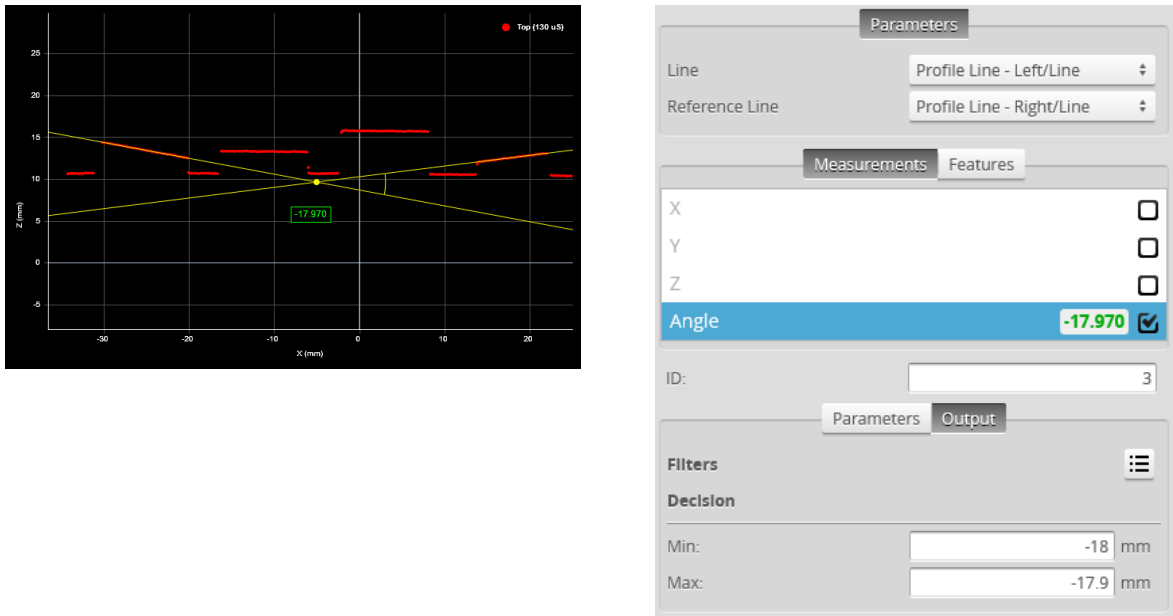 Top (130 uS)
25
20
15
10
5
0
-5
Z (mm)
-17.970
-30
-20
-10
0
10
20
X (mm)
Parameters
Line Profile Line - Left/Line
Reference Line Profile Line - Right/Line
Measurements Features
X
Y
Z
Angle -17.970
ID: 3
Parameters Output
Filters
Decision
Min: -18 mm
Max: -17.9 mm